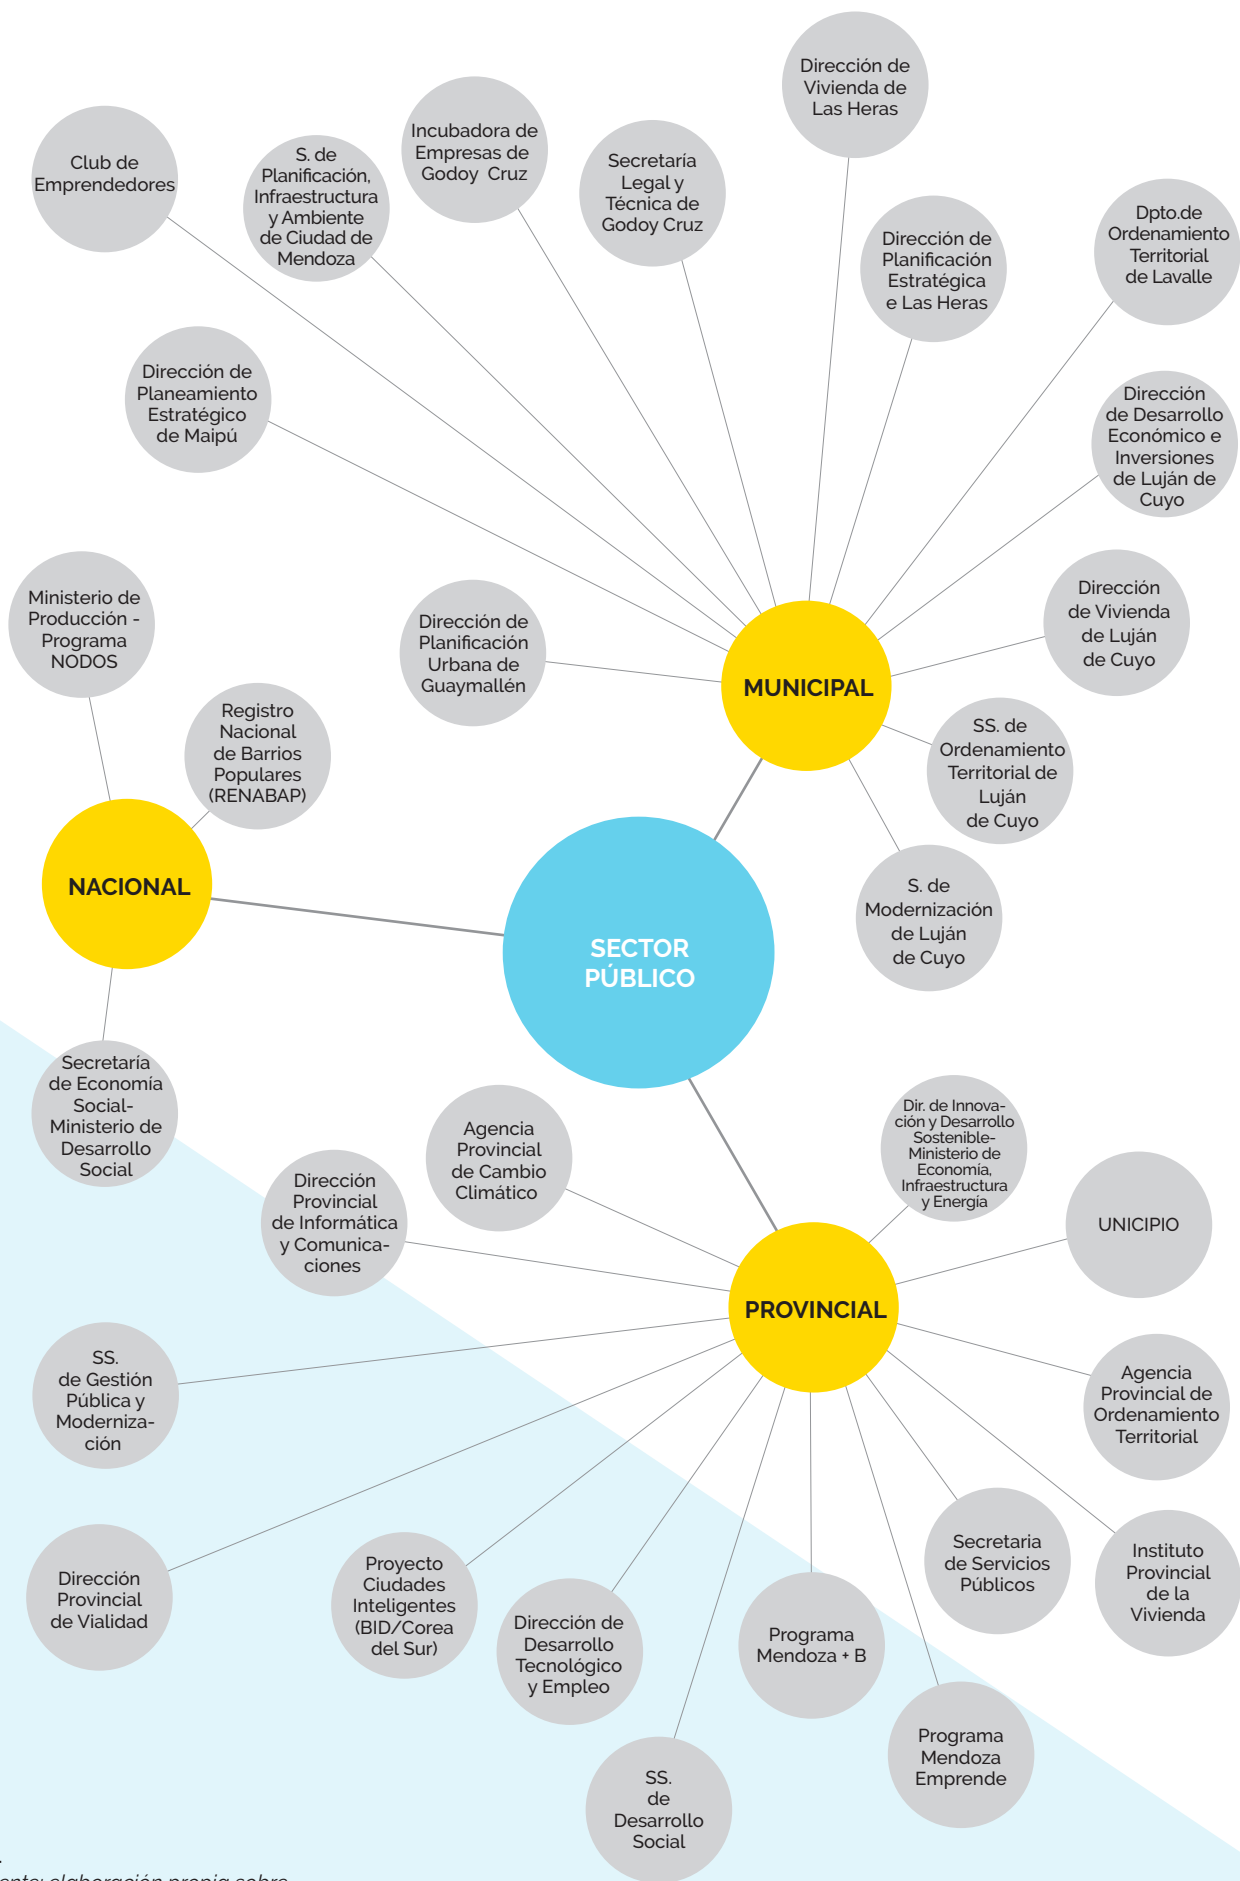 Dirección de
Vivienda de
Las Heras
Club de
Emprendedores
S. de
Planificación,
Infraestructura
y Ambiente
de Ciudad de
Mendoza
Incubadora de
Empresas de
Godoy Cruz
Secretaría
Legal y
Técnica de
Godoy Cruz
Dirección de
Planificación
Estratégica
e Las Heras
Dpto.de
Ordenamiento
Territorial
de Lavalle
Dirección de
Planeamiento
Estratégico
de Maipú
Dirección
de Desarrollo
Económico e
Inversiones
de Luján de
Cuyo
Ministerio de
Producción -
Programa
NODOS
Dirección de
Planificación
Urbana de
Guaymallén
Dirección
de Vivienda
de Luján
de Cuyo
MUNICIPAL
Registro
Nacional
de Barrios
Populares
(RENABAP)
SS. de
Ordenamiento
Territorial de
Luján
de Cuyo
NACIONAL
S. de
Modernización
de Luján
de Cuyo
SECTOR
PÚBLICO
Secretaría
de Economía
Social-
Ministerio de
Desarrollo
Social
Agencia
Provincial
de Cambio
Climático
Dir. de Innova-
ción y Desarrollo
Sostenible-
Ministerio de
Economía,
Infraestructura
y Energía
Dirección
Provincial
de Informática
y Comunica-
ciones
UNICIPIO
PROVINCIAL
SS.
de Gestión
Pública y
Moderniza-
ción
Agencia
Provincial de
Ordenamiento
Territorial
Dirección
Provincial
de Vialidad
Proyecto
Ciudades
Inteligentes
(BID/Corea
del Sur)
Dirección de
Desarrollo
Tecnológico
y Empleo
Programa
Mendoza + B
Secretaria
de Servicios
Públicos
Instituto
Provincial
de la
Vivienda
Programa
Mendoza
Emprende
SS.
de
Desarrollo
Social
elaboración propia sobre